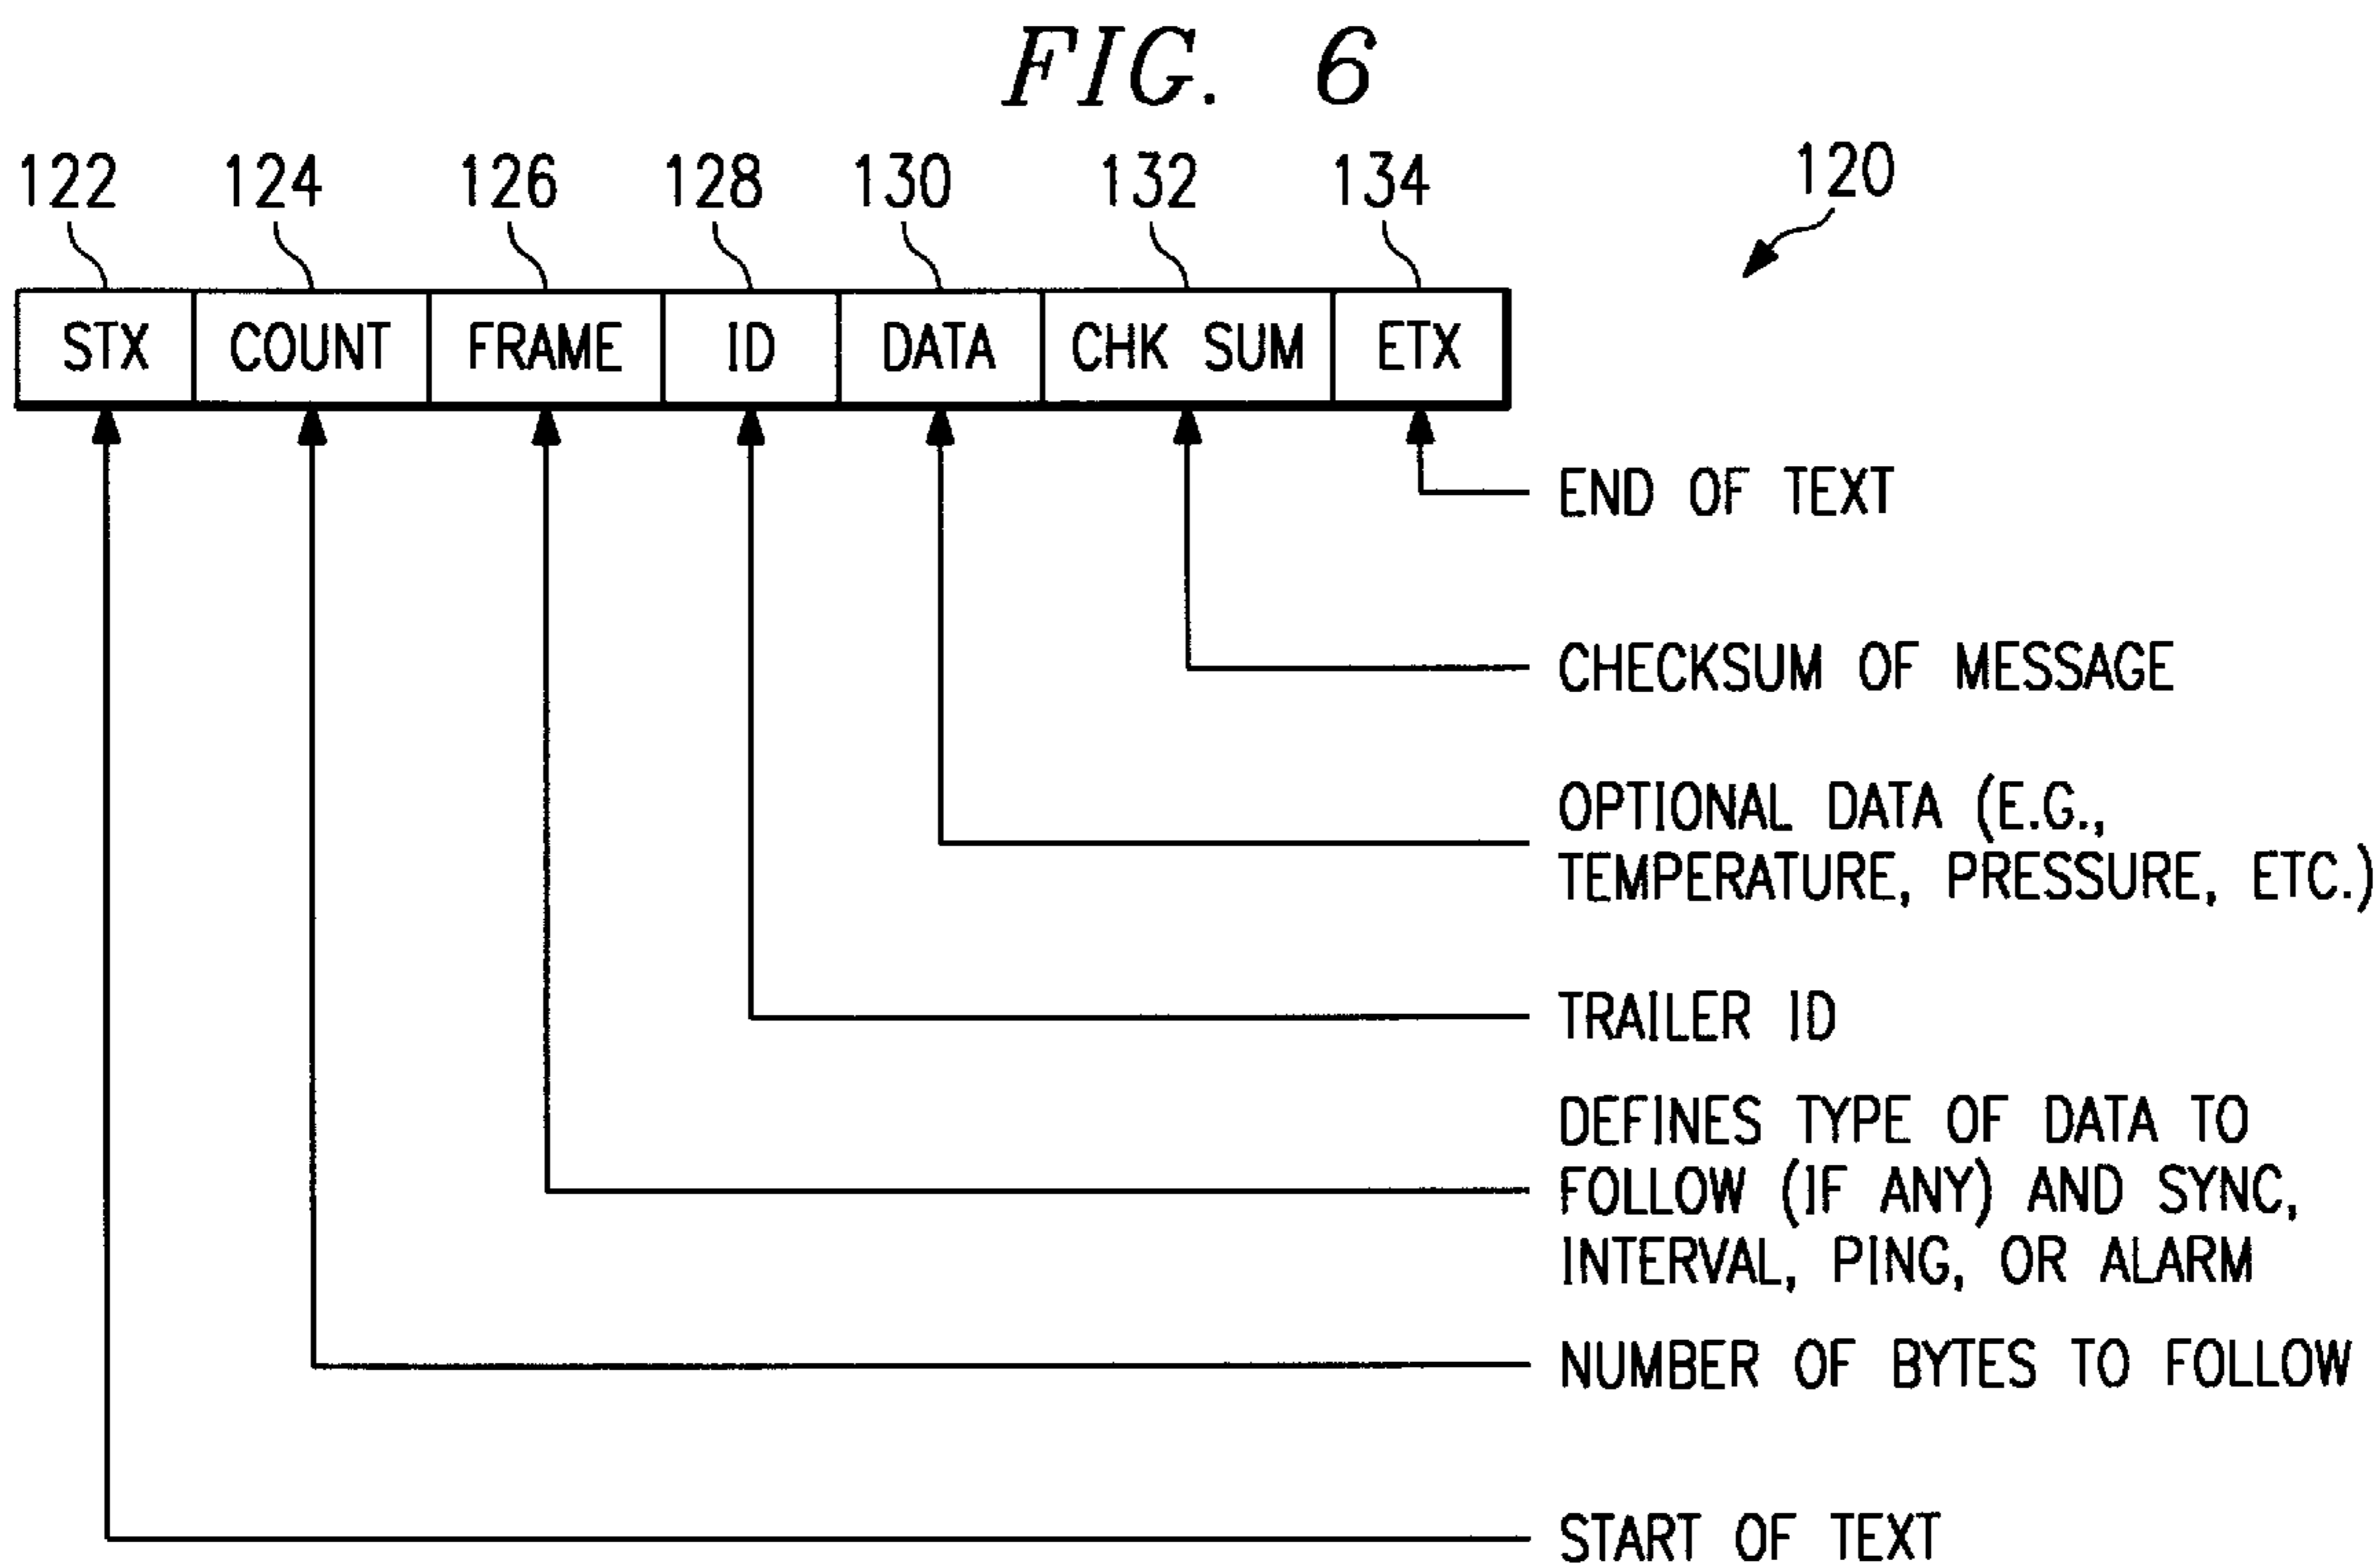 FIG. 6
122 124 126 128 130 132 134 120
STX COUNT FRAME ID DATA CHK SUM ETX
END OF TEXT
CHECKSUM OF MESSAGE
OPTIONAL DATA (E.G.,
TEMPERATURE, PRESSURE, ETC.)
TRAILER ID
DEFINES TYPE OF DATA TO
FOLLOW (IF ANY) AND SYNC,
INTERVAL, PING, OR ALARM
NUMBER OF BYTES TO FOLLOW
START OF TEXT